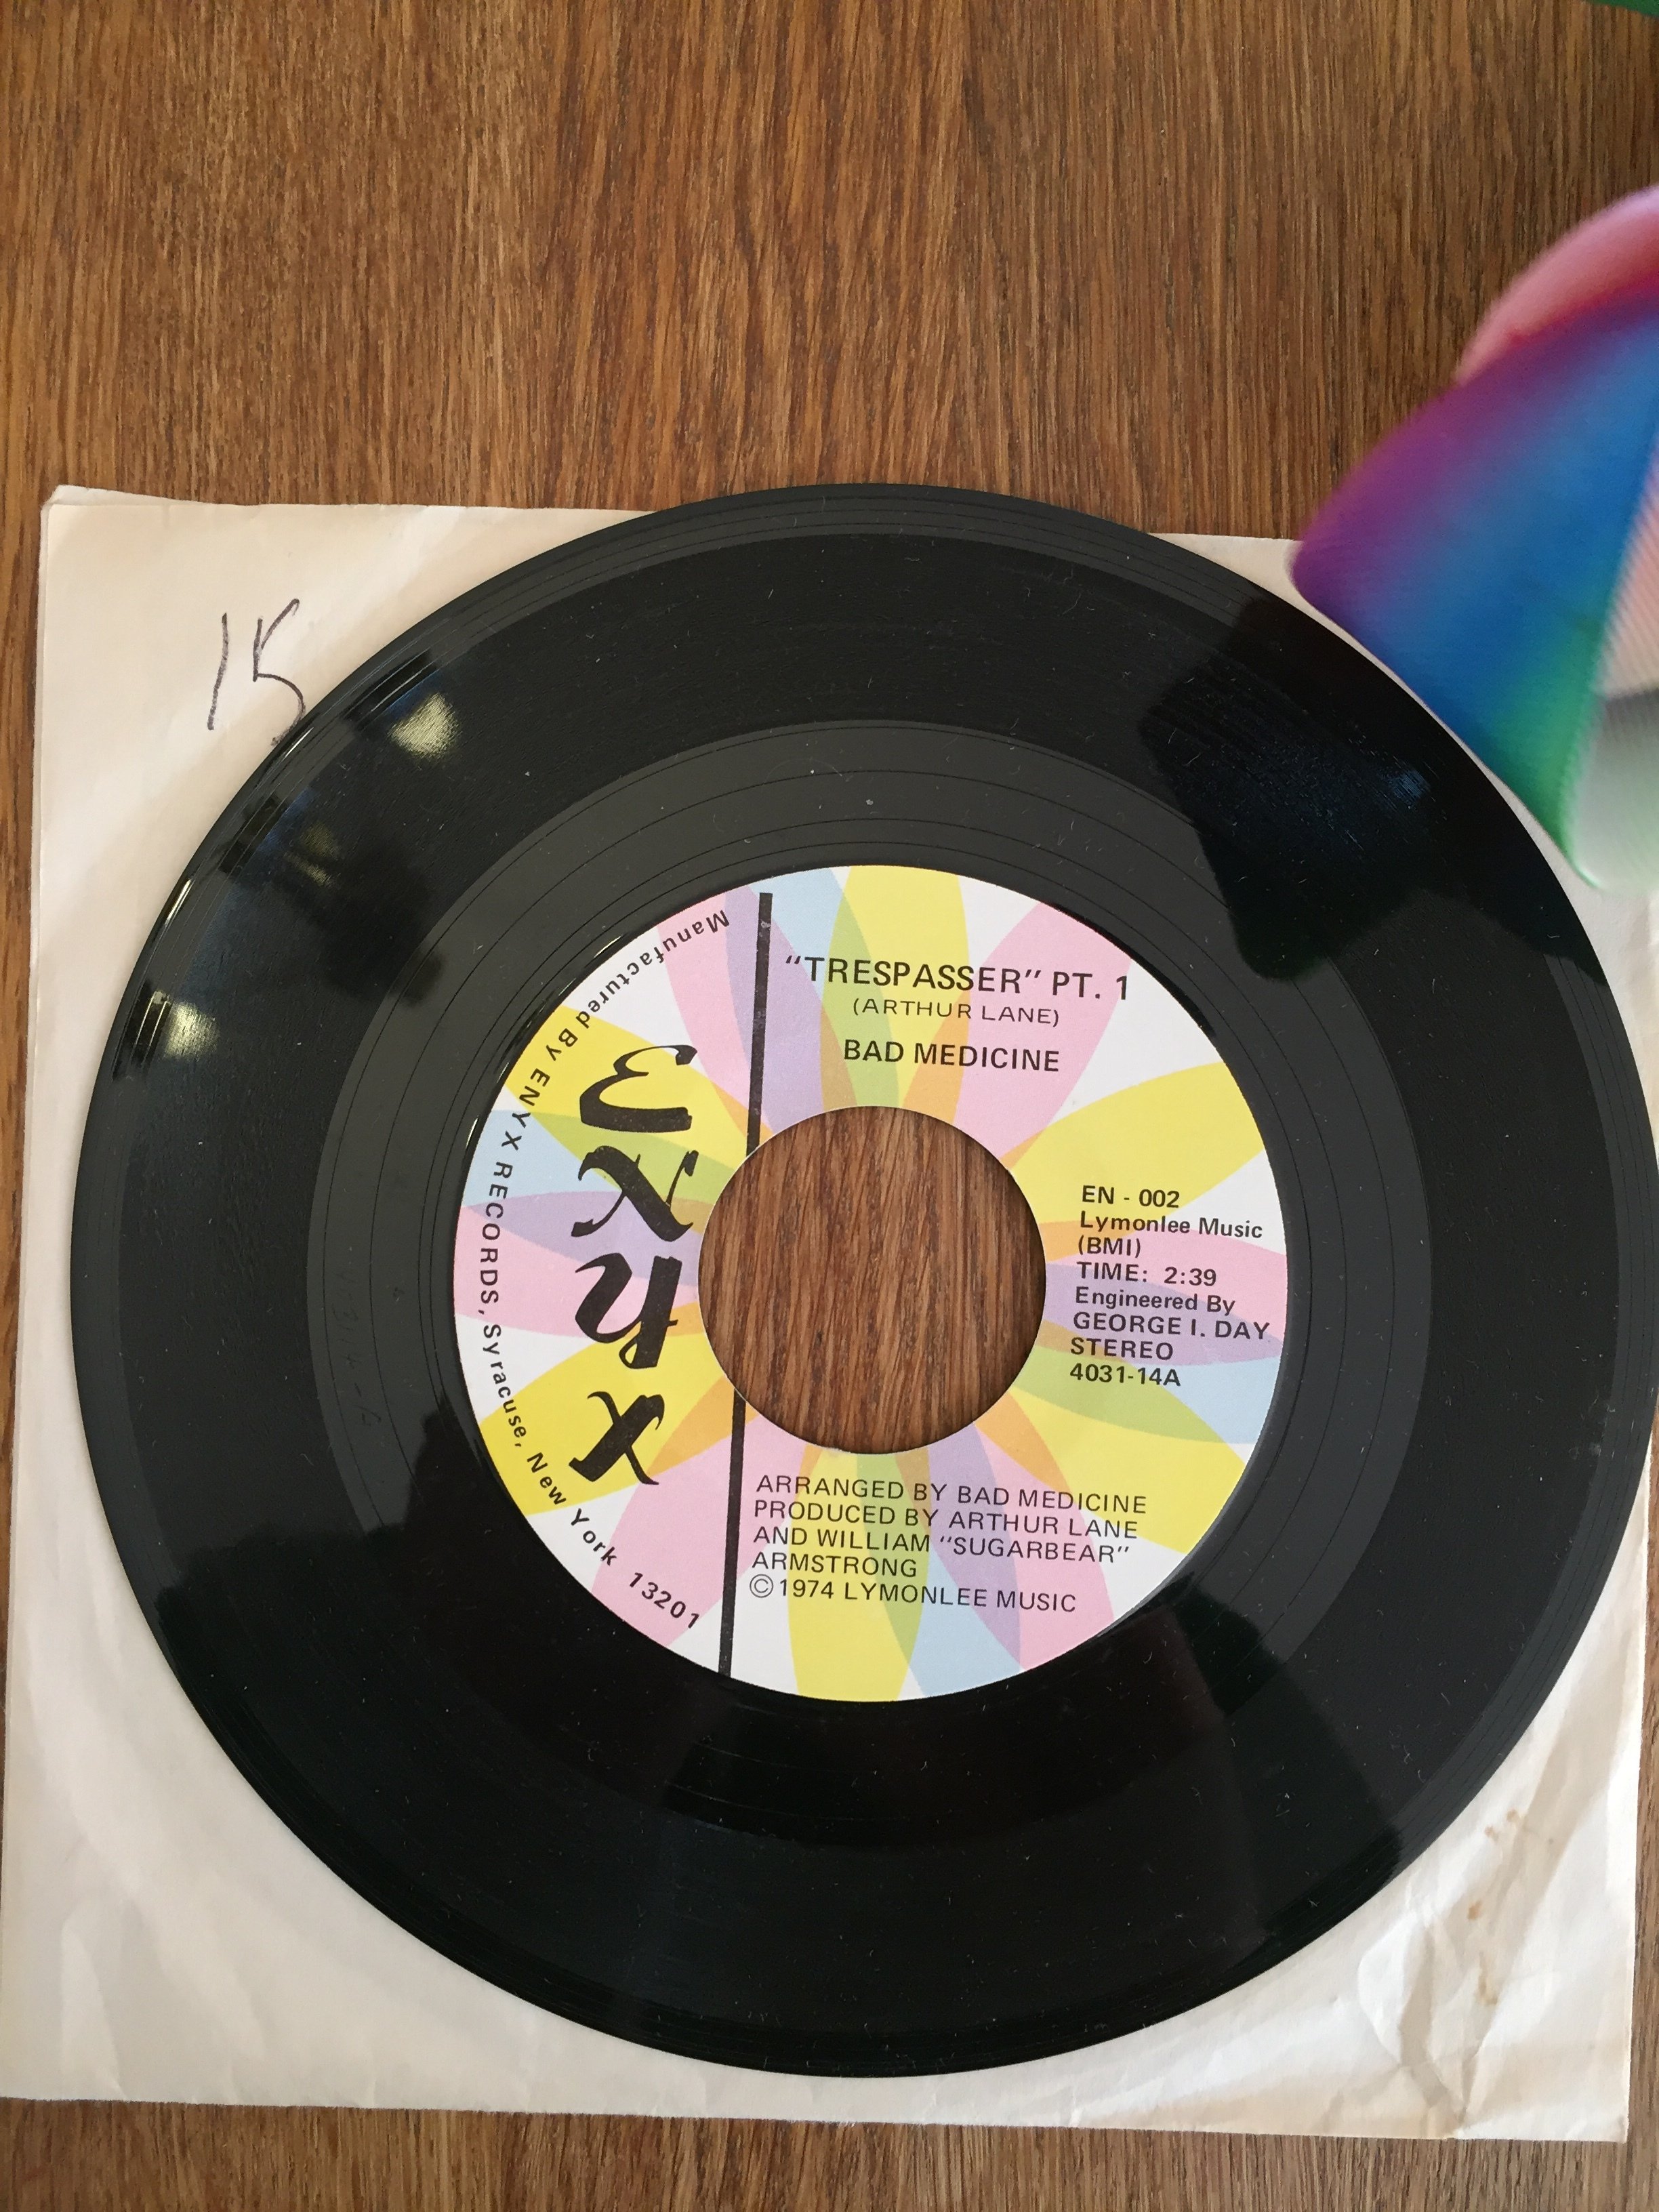 15
"TRESPASSER" PT. 1
(ARTHUR LANE)
BAD MEDICINE
Enyx
Manufactured By ENYX RECORDS, Syracuse, New York 13201
EN - 002
Lymonlee Music
(BMI)
TIME: 2:39
Engineered By
GEORGE I. DAY
STEREO
4031-14A
ARRANGED BY BAD MEDICINE
PRODUCED BY ARTHUR LANE
AND WILLIAM "SUGARBEAR"
ARMSTRONG
©1974 LYMONLEE MUSIC